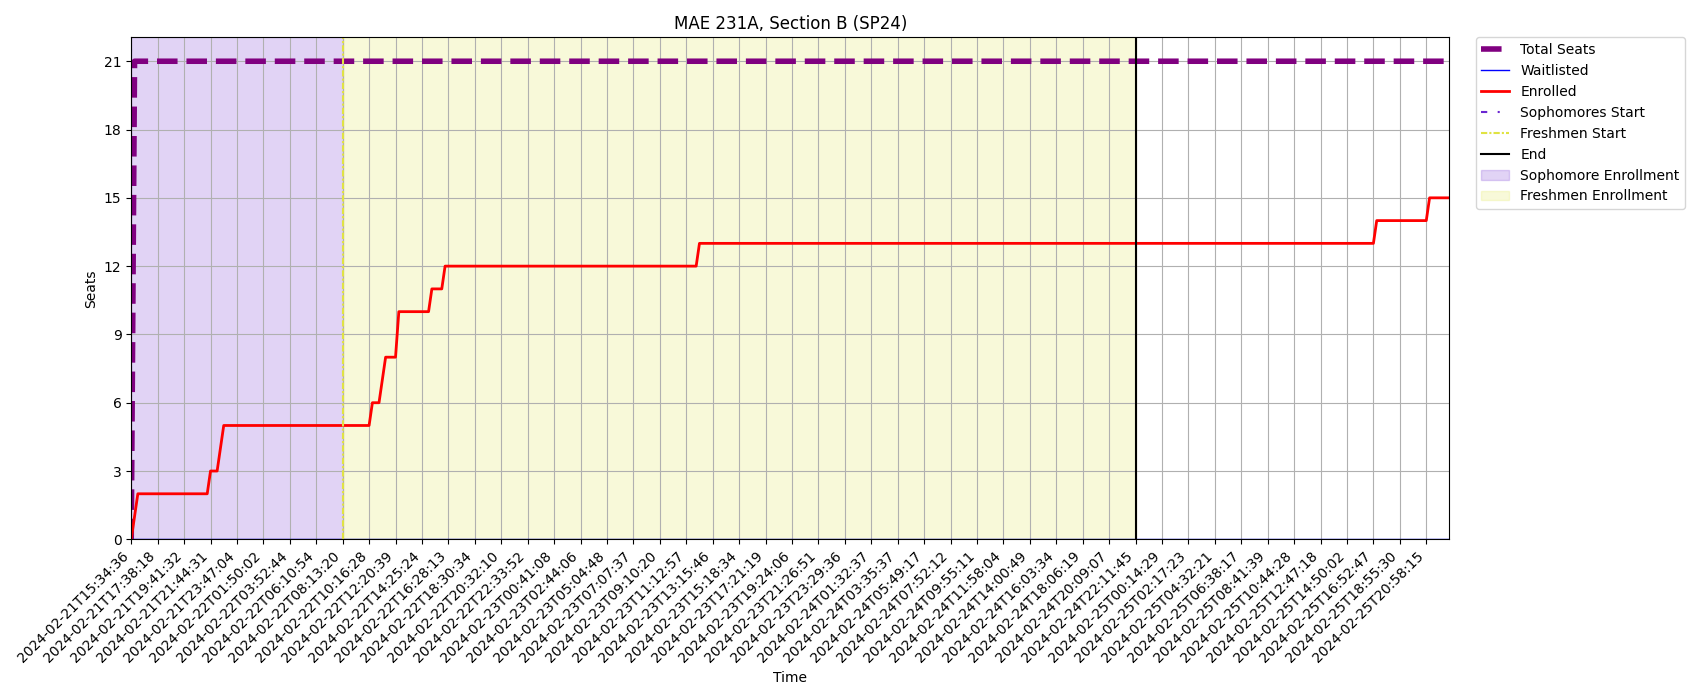 MAE 231A, Section B (SP24)
Total Seats
Waitlisted
Enrolled
Sophomores Start
Freshmen Start
End
Sophomore Enrollment
Freshmen Enrollment
21
18
15
12
9
6
3
0
Seats
2024-02-21T15:34:36
2024-02-21T17:38:18
2024-02-21T19:41:32
2024-02-21T21:44:31
2024-02-21T23:47:04
2024-02-22T01:50:02
2024-02-22T03:52:44
2024-02-22T06:10:54
2024-02-22T08:13:20
2024-02-22T10:16:28
2024-02-22T12:20:39
2024-02-22T14:25:24
2024-02-22T16:28:13
2024-02-22T18:30:34
2024-02-22T20:32:10
2024-02-22T22:33:52
2024-02-23T00:41:08
2024-02-23T02:44:06
2024-02-23T05:04:48
2024-02-23T07:07:37
2024-02-23T09:10:20
2024-02-23T11:12:57
2024-02-23T13:15:46
2024-02-23T15:18:34
2024-02-23T17:21:19
2024-02-23T19:24:06
2024-02-23T21:26:51
2024-02-23T23:29:36
2024-02-24T01:32:37
2024-02-24T03:35:37
2024-02-24T05:49:17
2024-02-24T07:52:12
2024-02-24T09:55:11
2024-02-24T11:58:04
2024-02-24T14:00:49
2024-02-24T16:03:34
2024-02-24T18:06:19
2024-02-24T20:09:07
2024-02-24T22:11:45
2024-02-25T00:14:29
2024-02-25T02:17:23
2024-02-25T04:32:21
2024-02-25T06:38:17
2024-02-25T08:41:39
2024-02-25T10:44:28
2024-02-25T12:47:18
2024-02-25T14:50:02
2024-02-25T16:52:47
2024-02-25T18:55:30
2024-02-25T20:58:15
Time